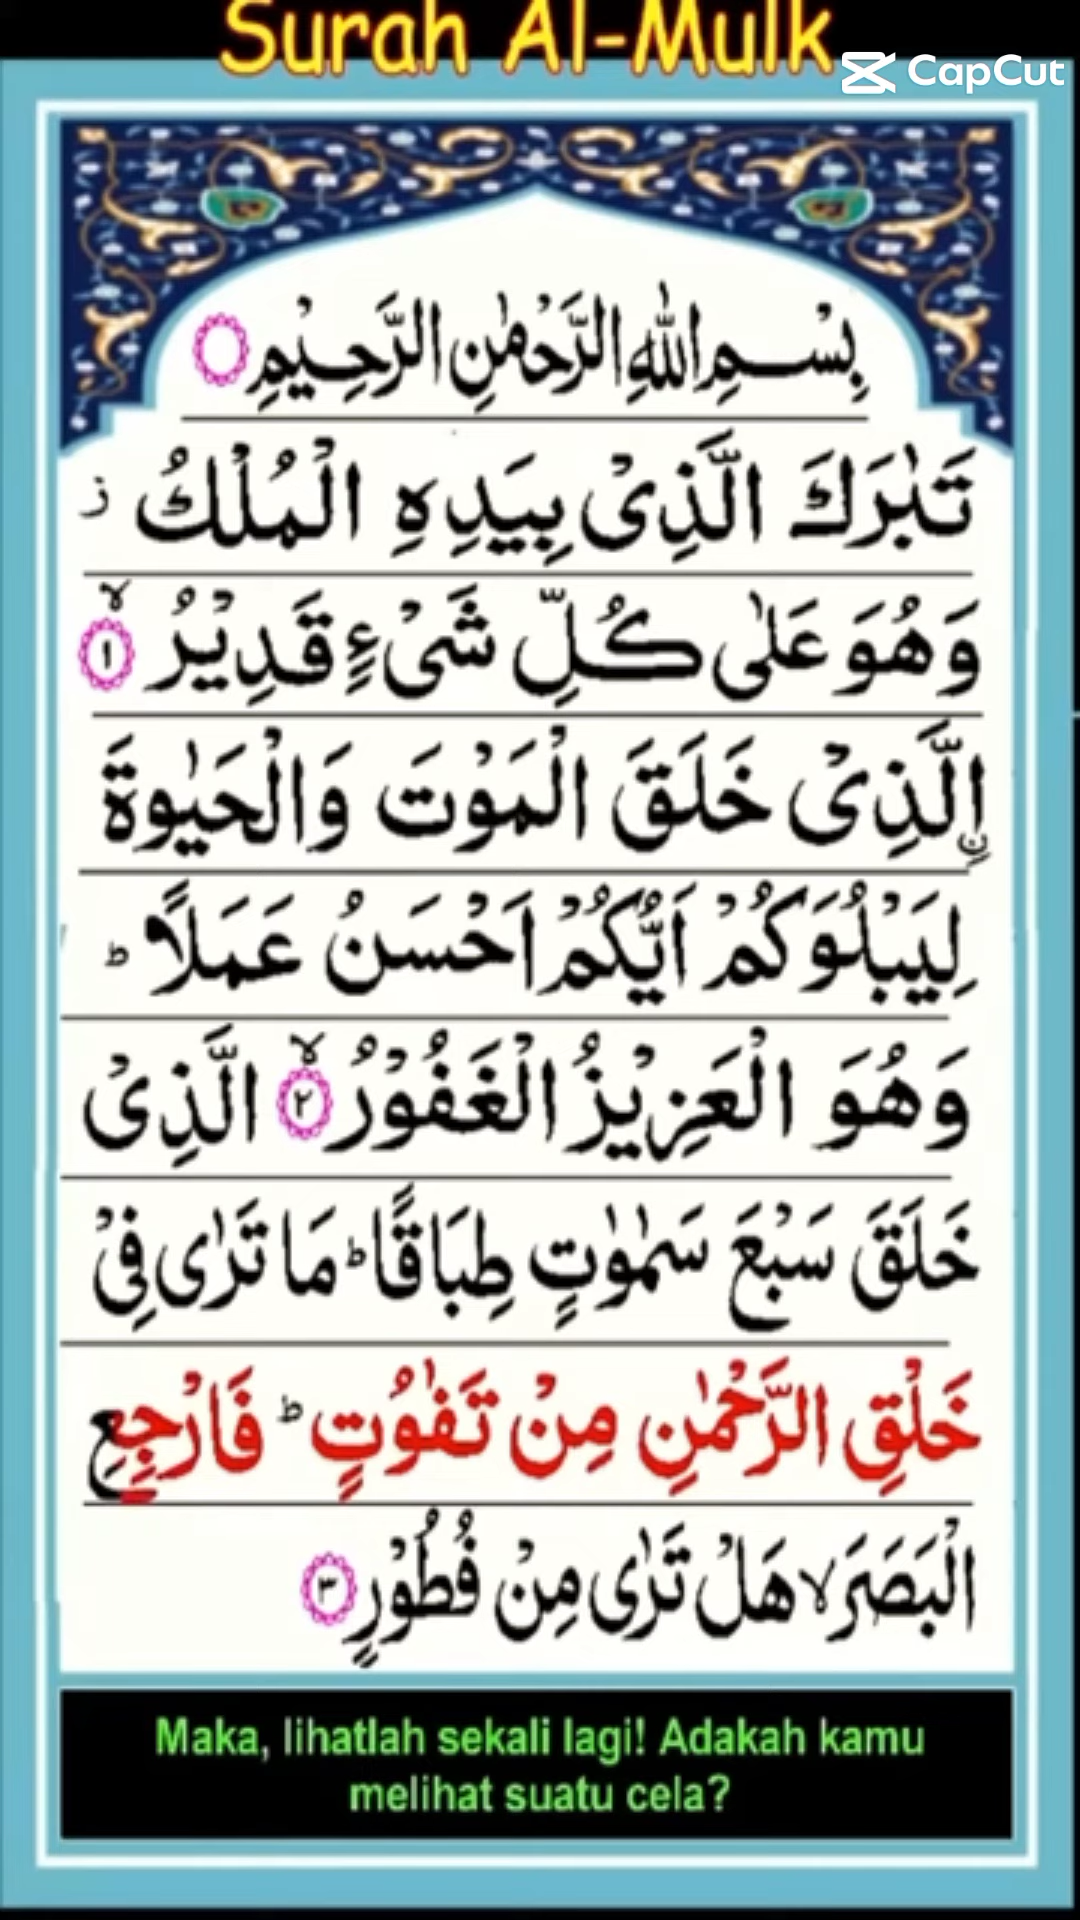 Surah Al-Mulk
CapCut
بِسْمِ اللّٰهِ الرَّحْمٰنِ الرَّحِيْمِ
تَبٰرَكَ الَّذِىْ بِيَدِهِ الْمُلْكُ ز
وَهُوَ عَلٰى كُلِّ شَىْءٍ قَدِيْرُ ۙ ١
اۨلَّذِىْ خَلَقَ الْمَوْتَ وَالْحَيٰوةَ
لِيَبْلُوَكُمْ اَيُّكُمْ اَحْسَنُ عَمَلًا ؕ
وَهُوَ الْعَزِيْزُ الْغَفُوْرُ ۙ ٢ الَّذِىْ
خَلَقَ سَبْعَ سَمٰوٰتٍ طِبَاقًا ؕ مَا تَرٰى فِىْ
خَلْقِ الرَّحْمٰنِ مِنْ تَفٰوُتٍ ؕ فَارْجِعِ
الْبَصَرَ ۙ هَلْ تَرٰى مِنْ فُطُوْرٍ ٣
Maka, lihatlah sekali lagi! Adakah kamu
melihat suatu cela?